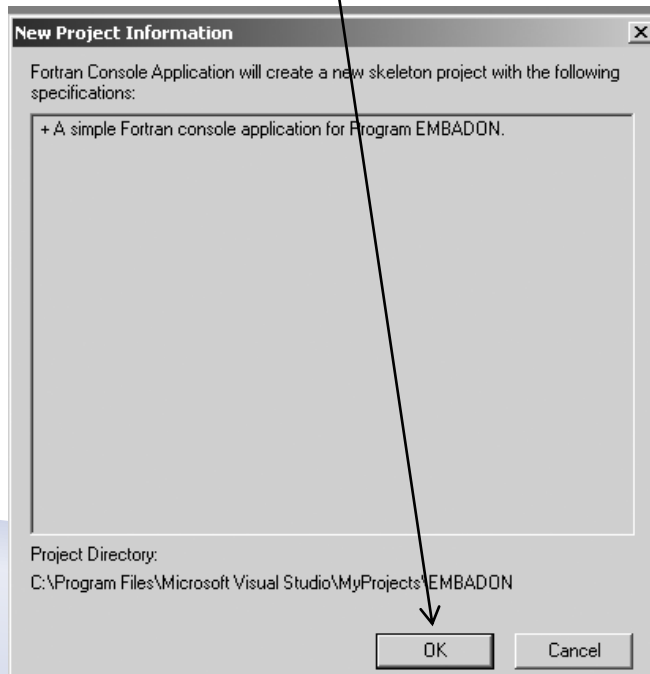 New Project Information
Fortran Console Application will create a new skeleton project with the following
specifications:
+ A simple Fortran console application for Program EMBADON.
Project Directory:
C:\Program Files\Microsoft Visual Studio\MyProjects\EMBADON
OK
Cancel